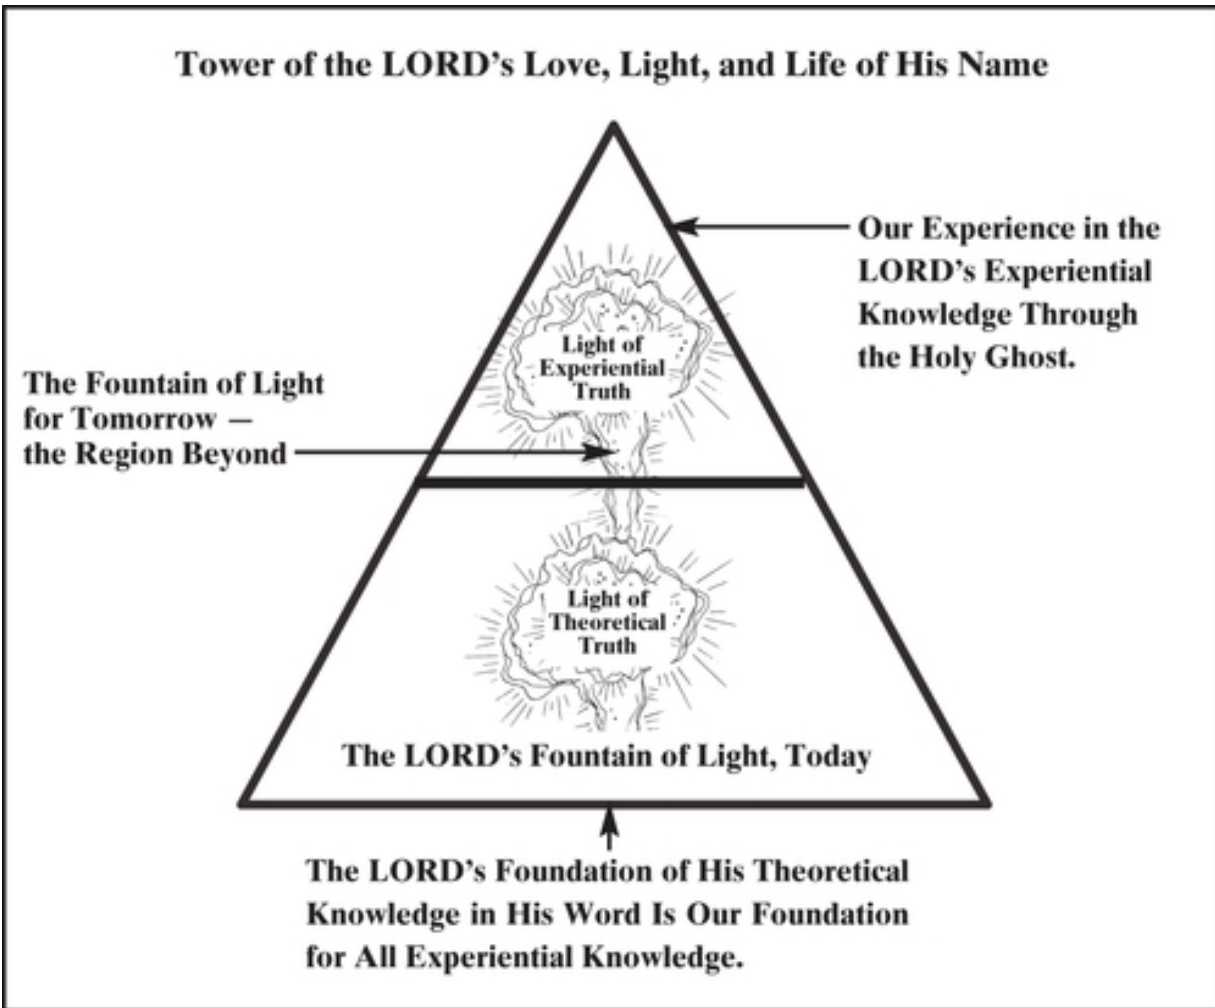 Tower of the LORD's Love, Light, and Life of His Name
Our Experience in the
LORD's Experiential
Knowledge Through
the Holy Ghost.
Light of
Experiential
Truth
The Fountain of Light
for Tomorrow —
the Region Beyond
Light of
Theoretical
Truth
The LORD's Fountain of Light, Today
The LORD's Foundation of His Theoretical
Knowledge in His Word Is Our Foundation
for All Experiential Knowledge.